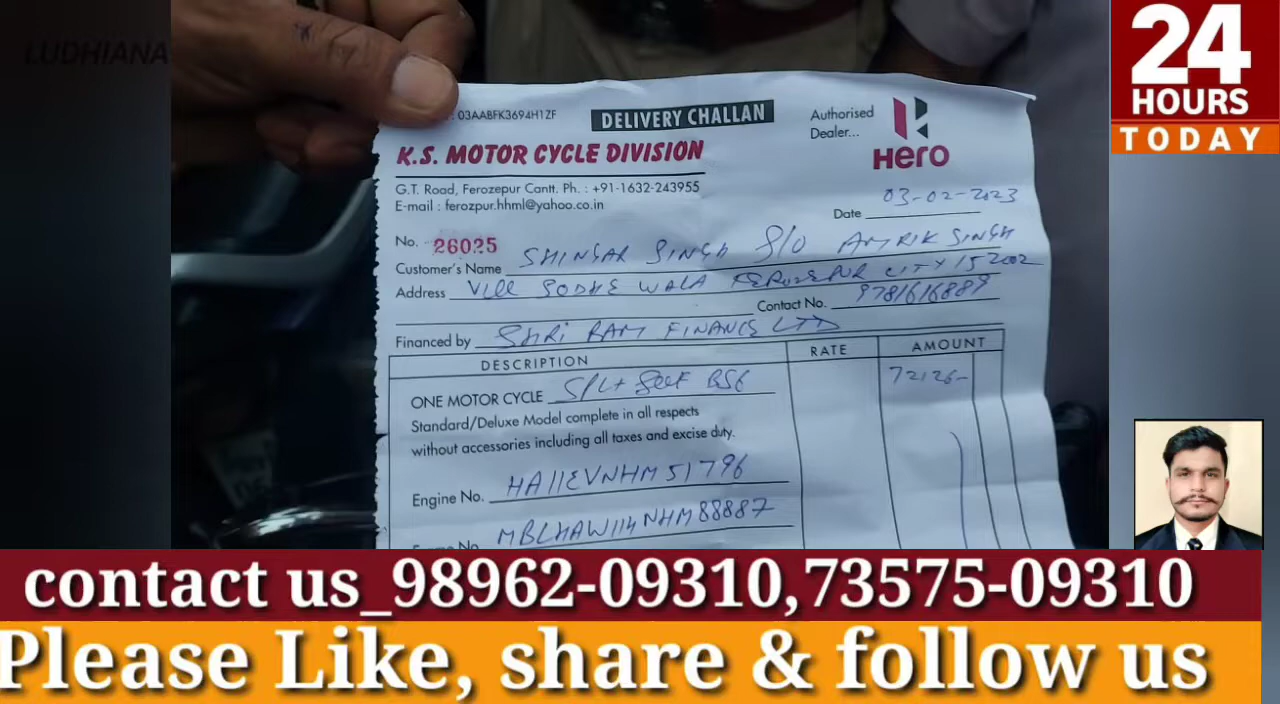 LUDHIANA
24
HOURS
TODAY
03AABFK3694H1ZF
DELIVERY CHALLAN
Authorised
Dealer...
Hero
K.S. MOTOR CYCLE DIVISION
G.T. Road, Ferozepur Cantt. Ph. : +91-1632-243955
E-mail : ferozpur.hhml@yahoo.co.in
Date 03-02-2023
No. 26025
Customer's Name SHINGAR SINGH S/O AMRIK SINGH
Address VILL SODHE WALA FEROZEPUR CITY 152002
Contact No. 9781616889
Financed by SHRI RAM FINANCE LTD
DESCRIPTION RATE AMOUNT
ONE MOTOR CYCLE SPL+ BS6 72126-
Standard/Deluxe Model complete in all respects
without accessories including all taxes and excise duty.
Engine No. HA11EVNHM51796
MBLHAW114NHM88887
contact us_98962-09310,73575-09310
Please Like, share & follow us